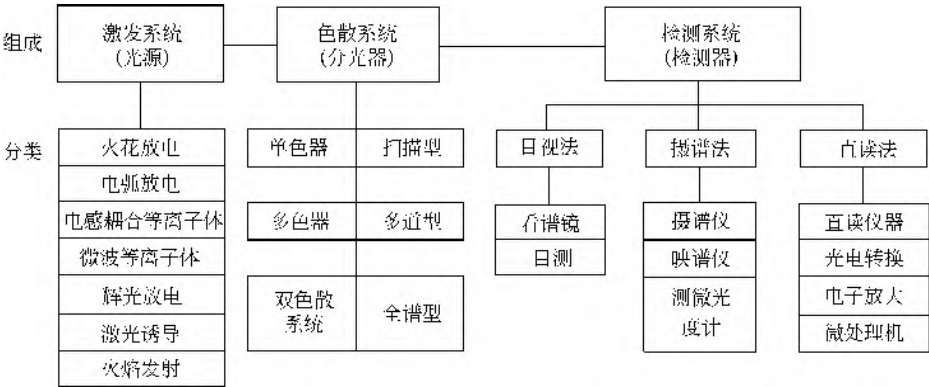 组成
激发系统
(光源)
色散系统
(分光器)
检测系统
(检测器)
分类
火花放电
电弧放电
电感耦合等离子体
微波等离子体
辉光放电
激光诱导
火焰发射
单色器 扫描型
多色器 多道型
双色散
系统
全谱型
目视法
看谱镜
目测
摄谱法
摄谱仪
映谱仪
测微光
度计
直读法
直读仪器
光电转换
电子放大
微处理机